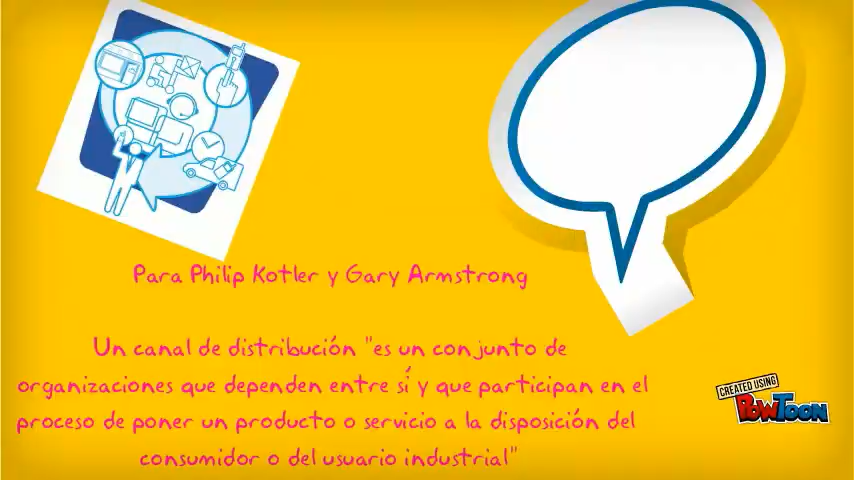 Para Philip Kotler y Gary Armstrong
Un canal de distribución "es un conjunto de
organizaciones que dependen entre sí y que participan en el
proceso de poner un producto o servicio a la disposición del
consumidor o del usuario industrial"
CREATED USING
POWTOON